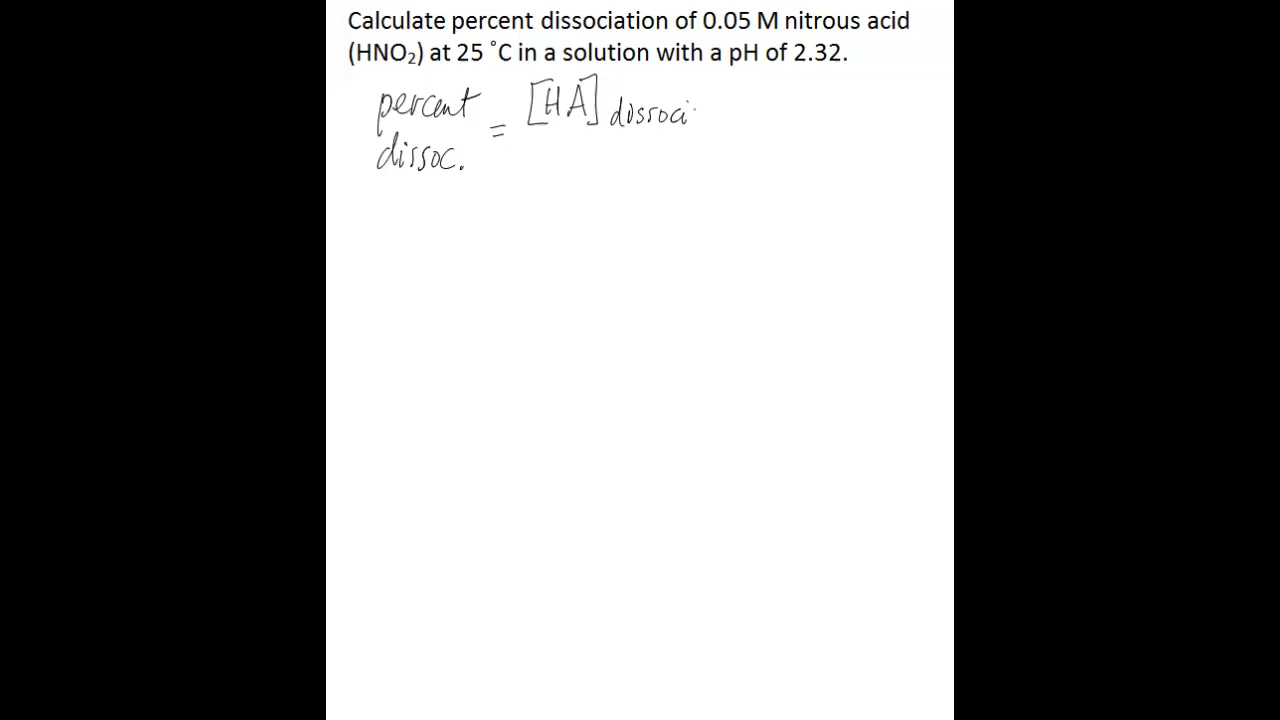 Calculate percent dissociation of 0.05 M nitrous acid
(HNO₂) at 25 ˚C in a solution with a pH of 2.32.
percent
dissoc.
= [HA] dissoci